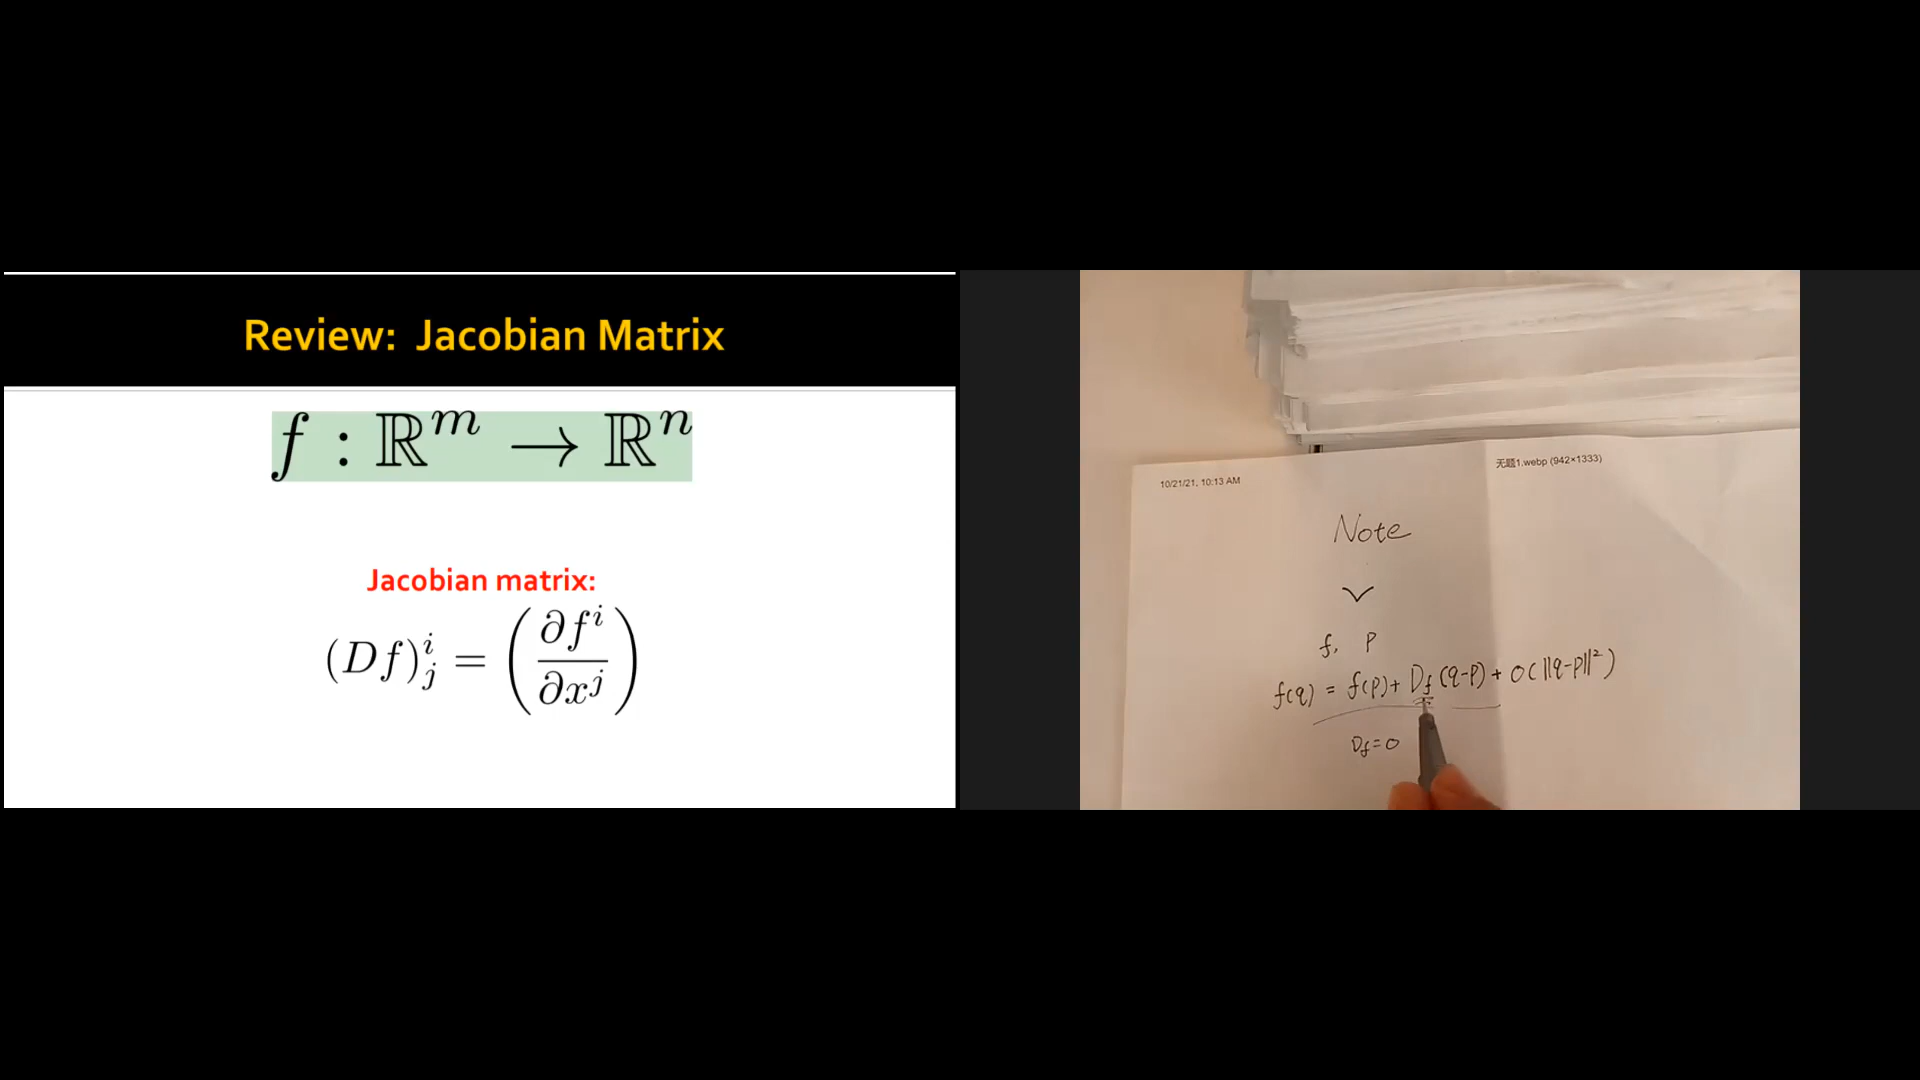 Review: Jacobian Matrix
f : ℝ^m → ℝ^n
Jacobian matrix:
(Df)^i_j = (∂f^i / ∂x^j)
10/21/21, 10:13 AM
无题1.webp (942×1333)
Note
f, p
f(q) = f(p) + D_f (q-p) + O(‖q-p‖²)
D_f = 0